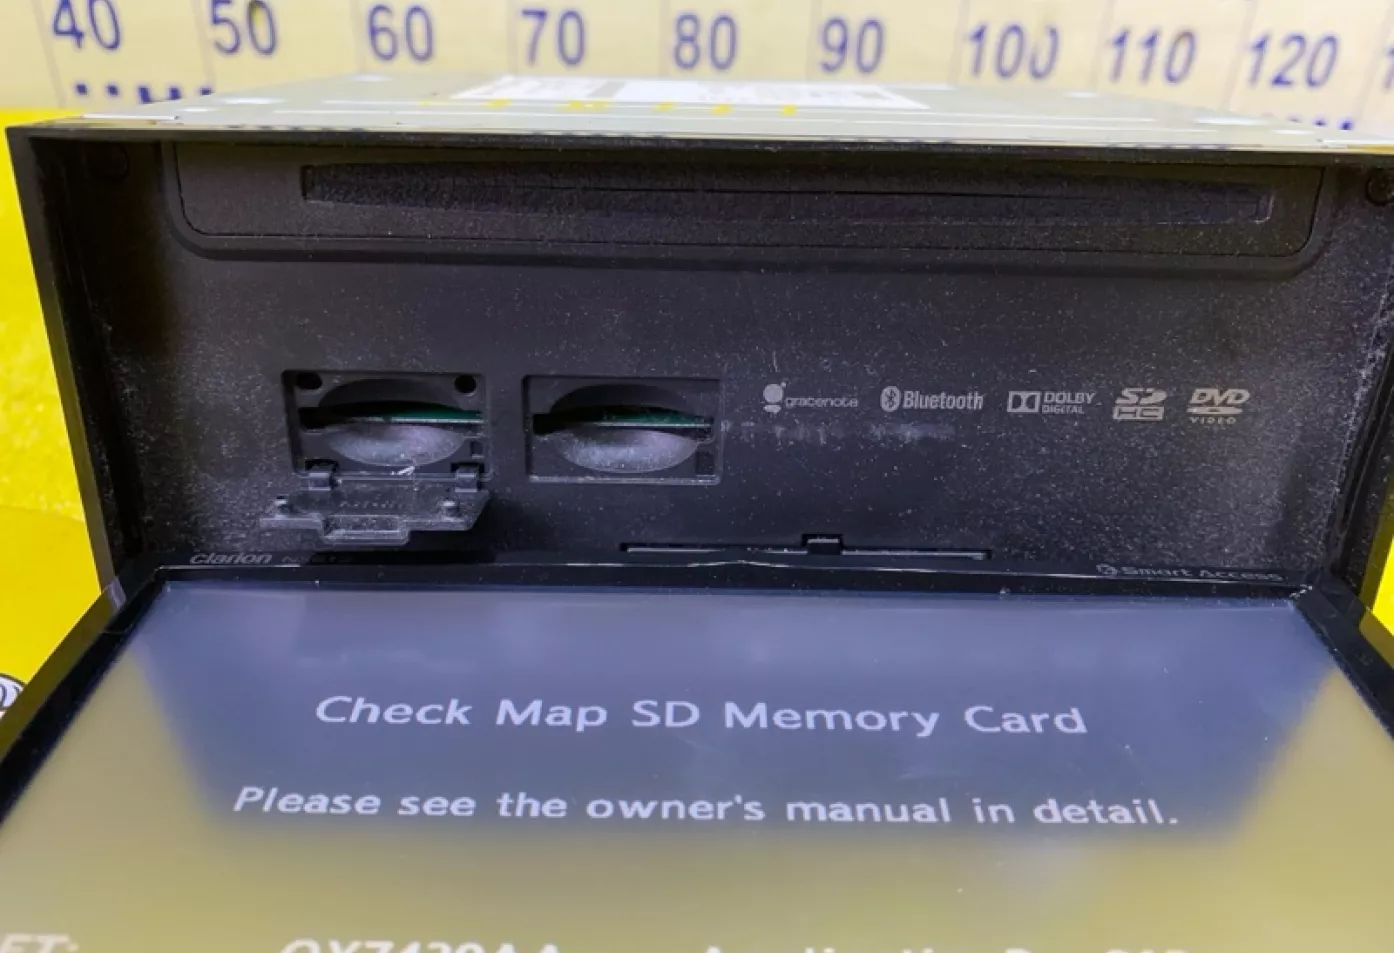 40 50 60 70 80 90 100 110 120
gracenote Bluetooth DOLBY DIGITAL SD HC DVD VIDEO
clarion
Smart Access
Check Map SD Memory Card
Please see the owner's manual in detail.